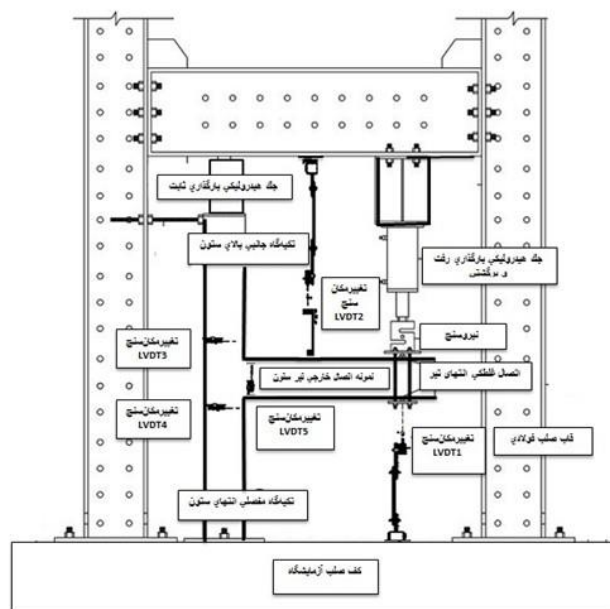 جک هیدرولیکی بارگذاری ثابت
تکیه‌گاه جانبی بالای ستون
جک هیدرولیکی بارگذاری رفت
و برگشتی
تغییرمکان
سنج
LVDT2
نیروسنج
تغییرمکان‌سنج
LVDT3
نمونه اتصال خارجی تیر ستون
اتصال غلطکی انتهای تیر
تغییرمکان‌سنج
LVDT4
تغییرمکان‌سنج
LVDT5
تغییرمکان‌سنج
LVDT1
قاب صلب فولادی
تکیه‌گاه مفصلی انتهای ستون
کف صلب آزمایشگاه